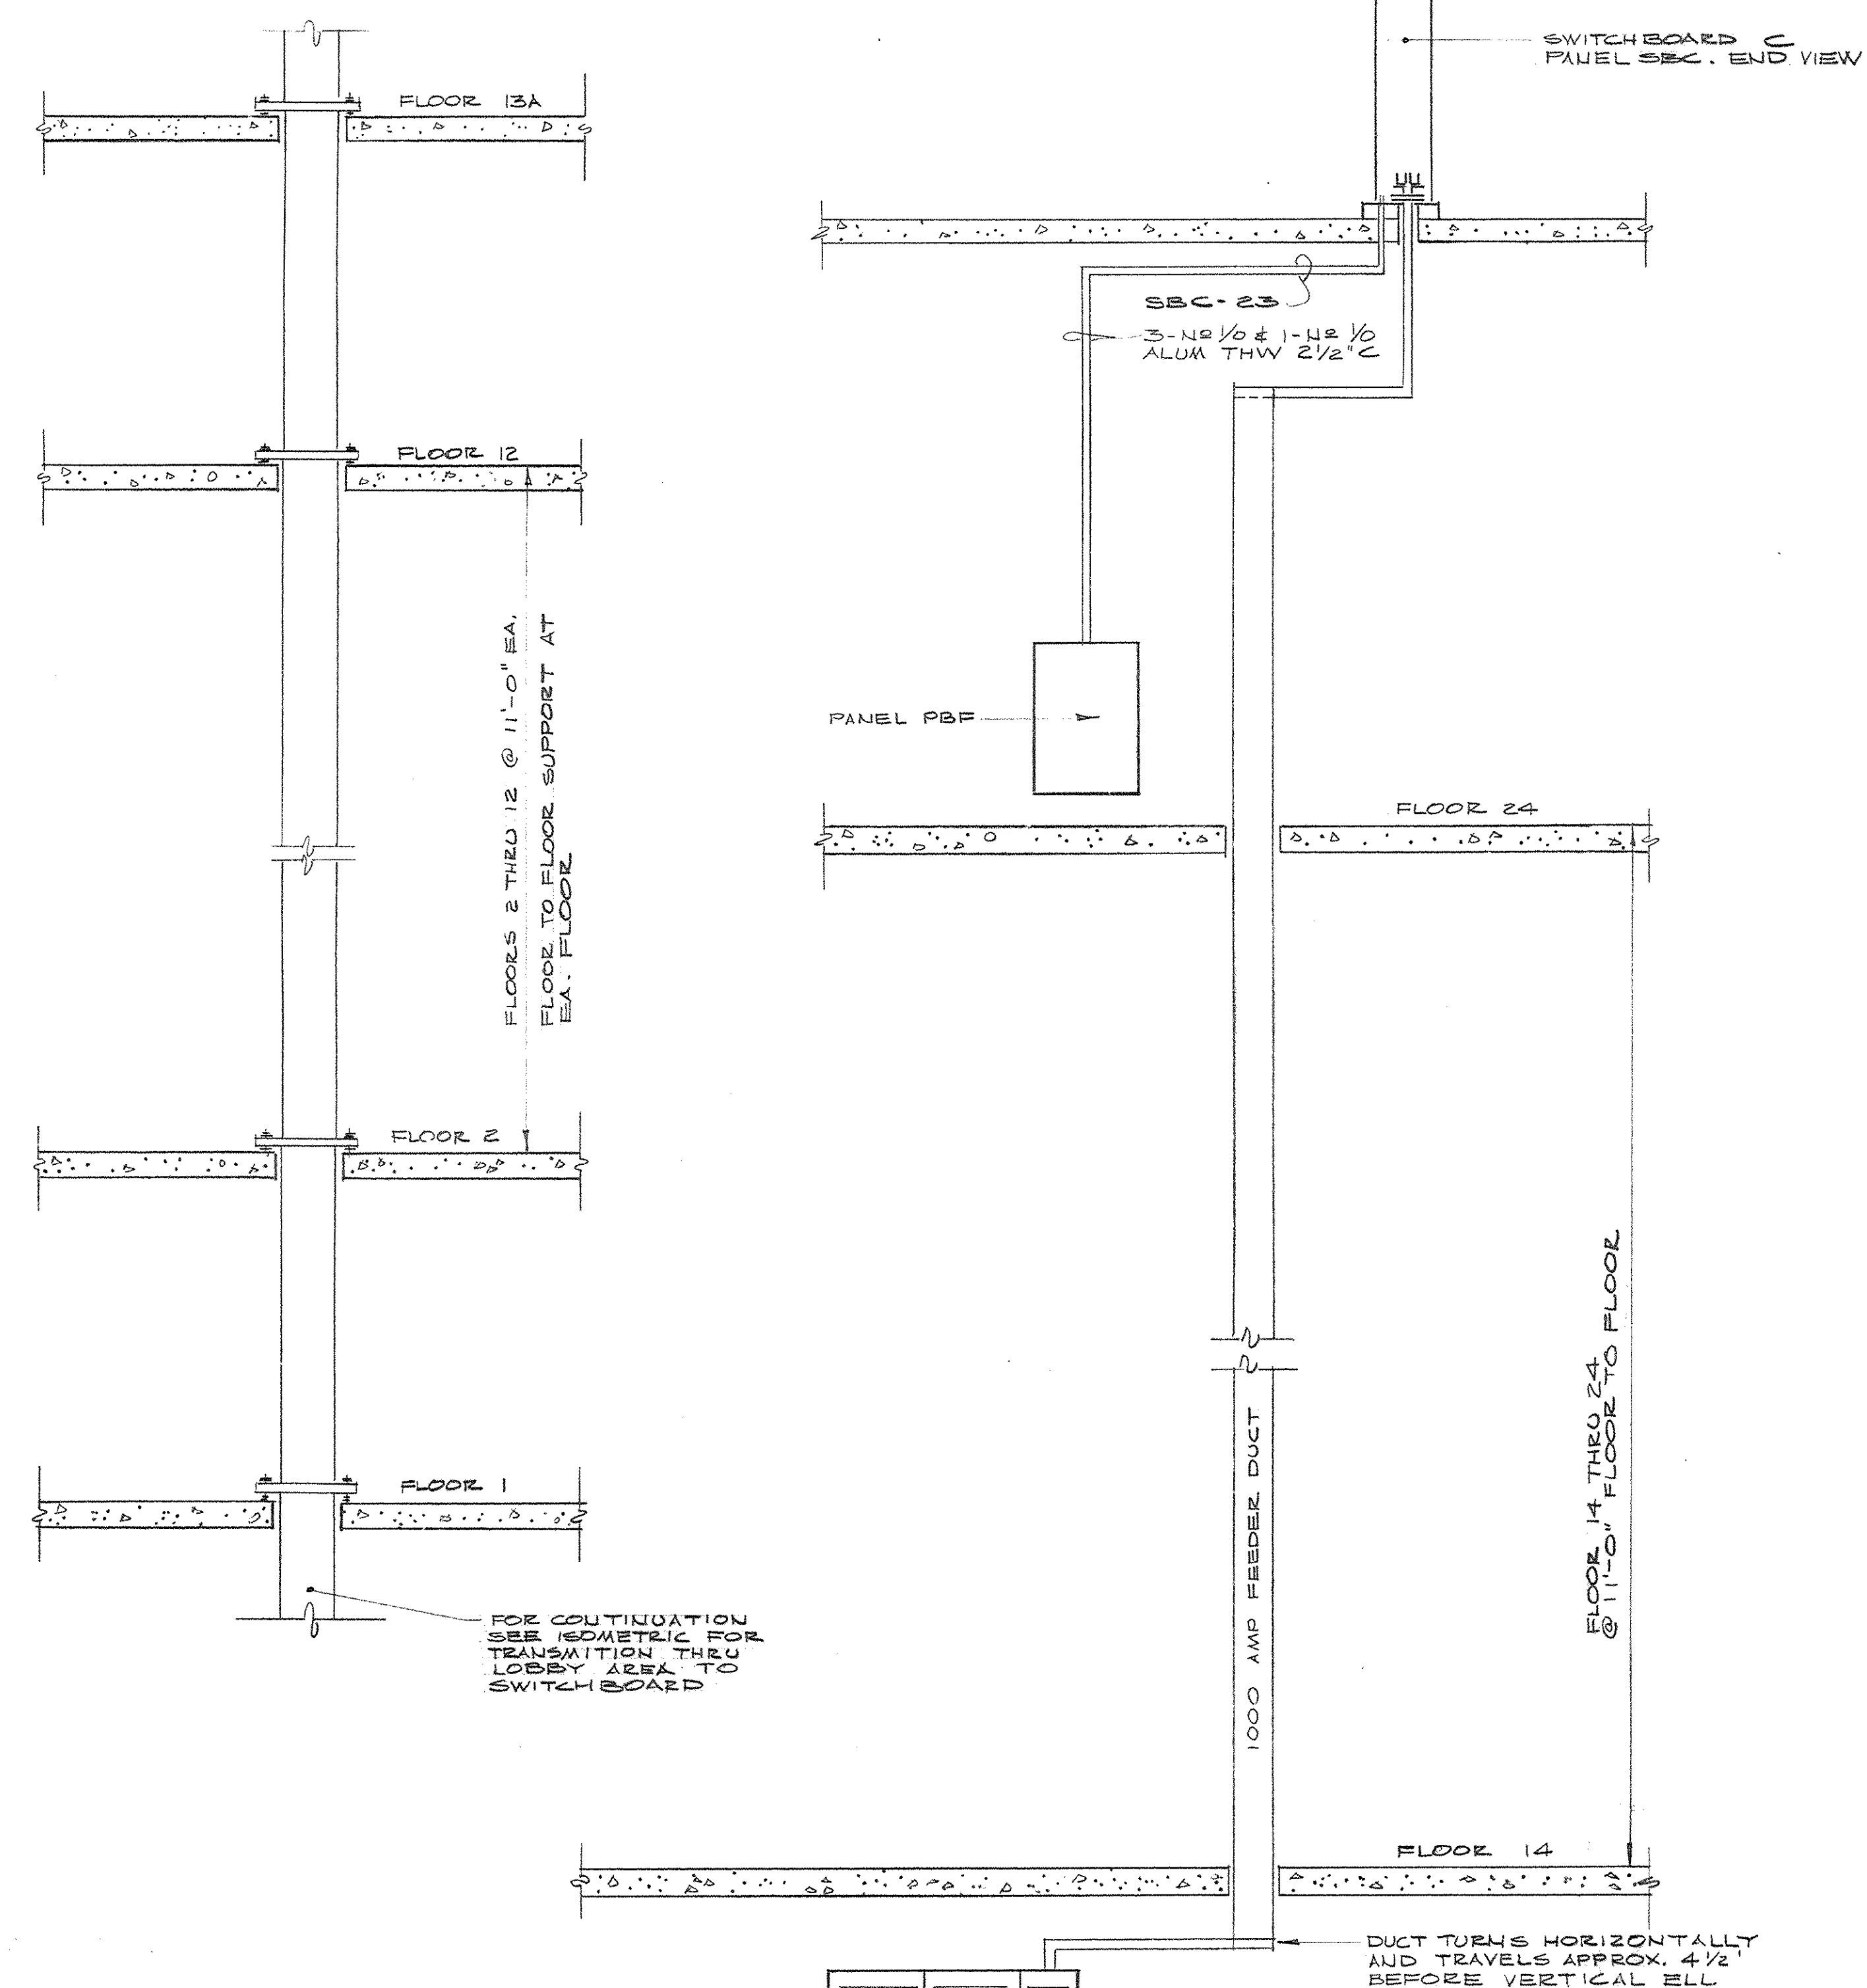 SWITCHBOARD C
PANEL SBC. END VIEW
FLOOR 13A
SBC-23
3-Nº 1/0 & 1-Nº 1/0
ALUM THW 2 1/2" C
FLOOR 12
FLOORS 2 THRU 12 @ 11'-0" EA.
FLOOR TO FLOOR SUPPORT AT
EA. FLOOR
PANEL PBF
FLOOR 24
FLOOR 2
FLOOR 14 THRU 24
@ 11'-0" FLOOR TO FLOOR
1000 AMP FEEDER DUCT
FLOOR 1
FOR CONTINUATION
SEE ISOMETRIC FOR
TRANSMITION THRU
LOBBY AREA TO
SWITCHBOARD
FLOOR 14
DUCT TURNS HORIZONTALLY
AND TRAVELS APPROX. 4 1/2'
BEFORE VERTICAL ELL